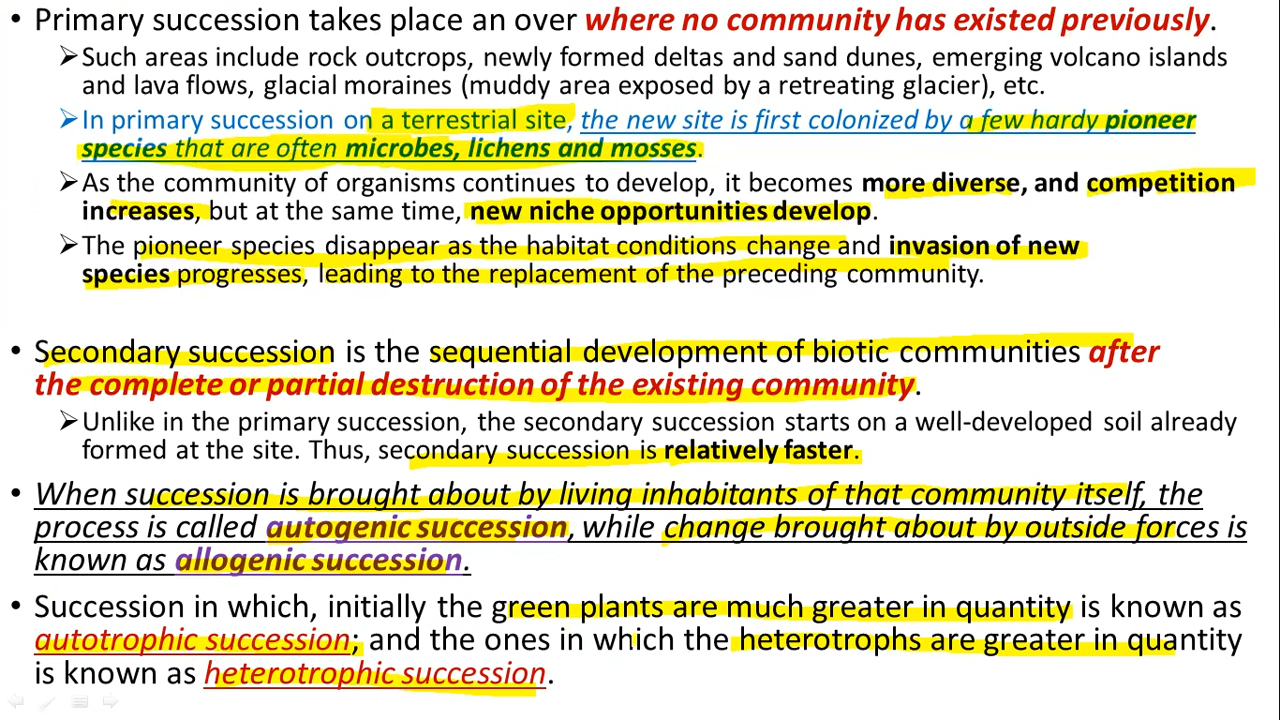 • Primary succession takes place an over where no community has existed previously.
➢Such areas include rock outcrops, newly formed deltas and sand dunes, emerging volcano islands
and lava flows, glacial moraines (muddy area exposed by a retreating glacier), etc.
➢In primary succession on a terrestrial site, the new site is first colonized by a few hardy pioneer
species that are often microbes, lichens and mosses.
➢As the community of organisms continues to develop, it becomes more diverse, and competition
increases, but at the same time, new niche opportunities develop.
➢The pioneer species disappear as the habitat conditions change and invasion of new
species progresses, leading to the replacement of the preceding community.
• Secondary succession is the sequential development of biotic communities after
the complete or partial destruction of the existing community.
➢Unlike in the primary succession, the secondary succession starts on a well-developed soil already
formed at the site. Thus, secondary succession is relatively faster.
• When succession is brought about by living inhabitants of that community itself, the
process is called autogenic succession, while change brought about by outside forces is
known as allogenic succession.
• Succession in which, initially the green plants are much greater in quantity is known as
autotrophic succession; and the ones in which the heterotrophs are greater in quantity
is known as heterotrophic succession.